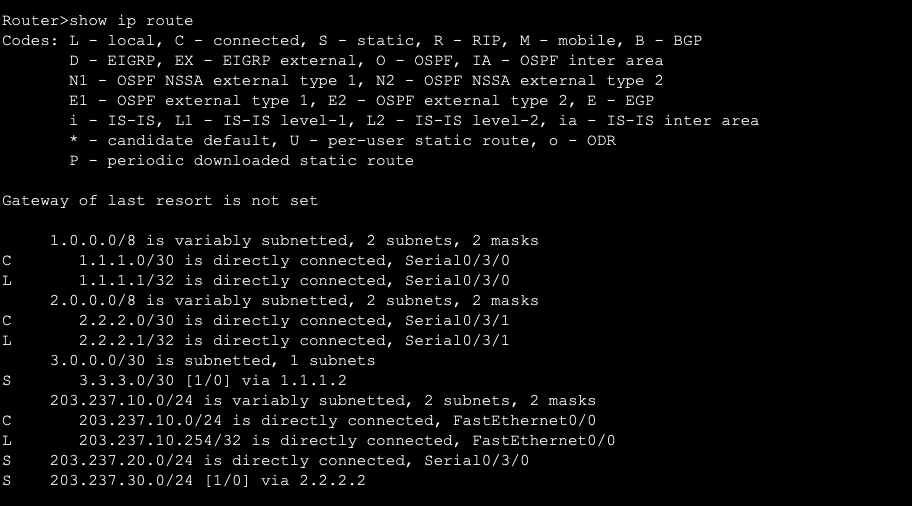 Router>show ip route
Codes: L - local, C - connected, S - static, R - RIP, M - mobile, B - BGP
       D - EIGRP, EX - EIGRP external, O - OSPF, IA - OSPF inter area
       N1 - OSPF NSSA external type 1, N2 - OSPF NSSA external type 2
       E1 - OSPF external type 1, E2 - OSPF external type 2, E - EGP
       i - IS-IS, L1 - IS-IS level-1, L2 - IS-IS level-2, ia - IS-IS inter area
       * - candidate default, U - per-user static route, o - ODR
       P - periodic downloaded static route

Gateway of last resort is not set

     1.0.0.0/8 is variably subnetted, 2 subnets, 2 masks
C       1.1.1.0/30 is directly connected, Serial0/3/0
L       1.1.1.1/32 is directly connected, Serial0/3/0
     2.0.0.0/8 is variably subnetted, 2 subnets, 2 masks
C       2.2.2.0/30 is directly connected, Serial0/3/1
L       2.2.2.1/32 is directly connected, Serial0/3/1
     3.0.0.0/30 is subnetted, 1 subnets
S       3.3.3.0/30 [1/0] via 1.1.1.2
     203.237.10.0/24 is variably subnetted, 2 subnets, 2 masks
C       203.237.10.0/24 is directly connected, FastEthernet0/0
L       203.237.10.254/32 is directly connected, FastEthernet0/0
S    203.237.20.0/24 is directly connected, Serial0/3/0
S    203.237.30.0/24 [1/0] via 2.2.2.2